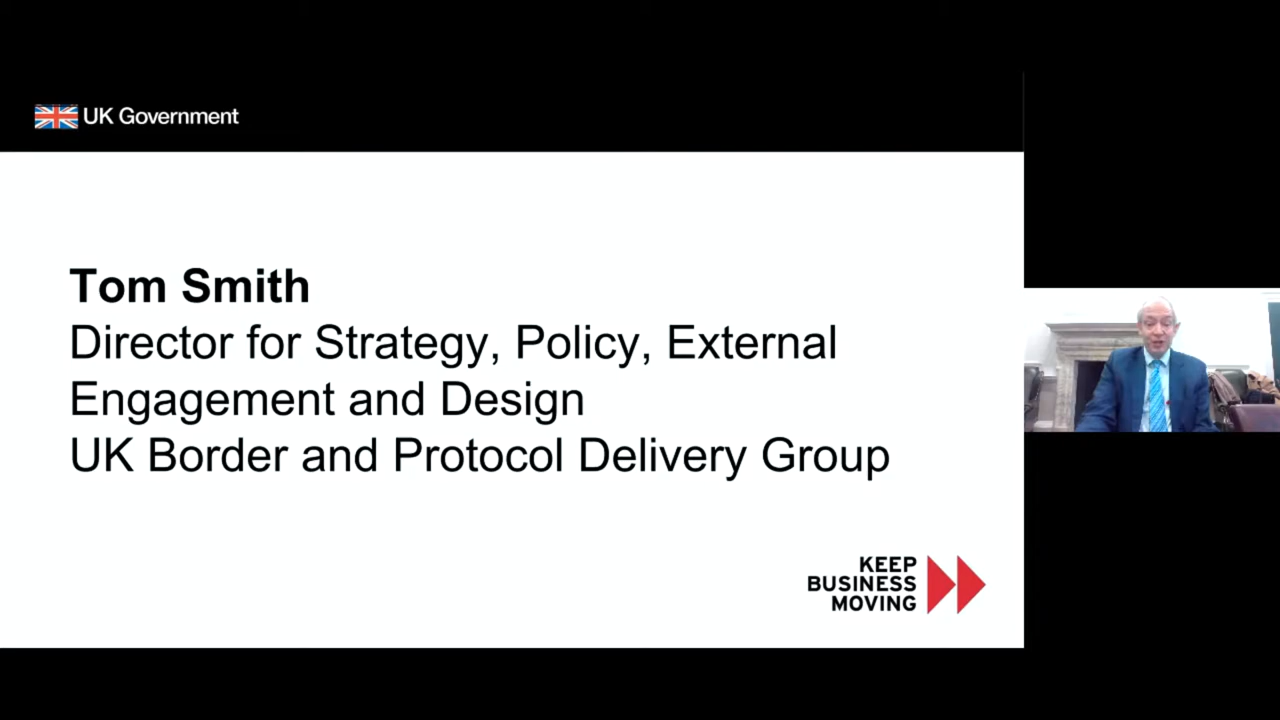 UK Government
Tom Smith
Director for Strategy, Policy, External
Engagement and Design
UK Border and Protocol Delivery Group
KEEP
BUSINESS
MOVING